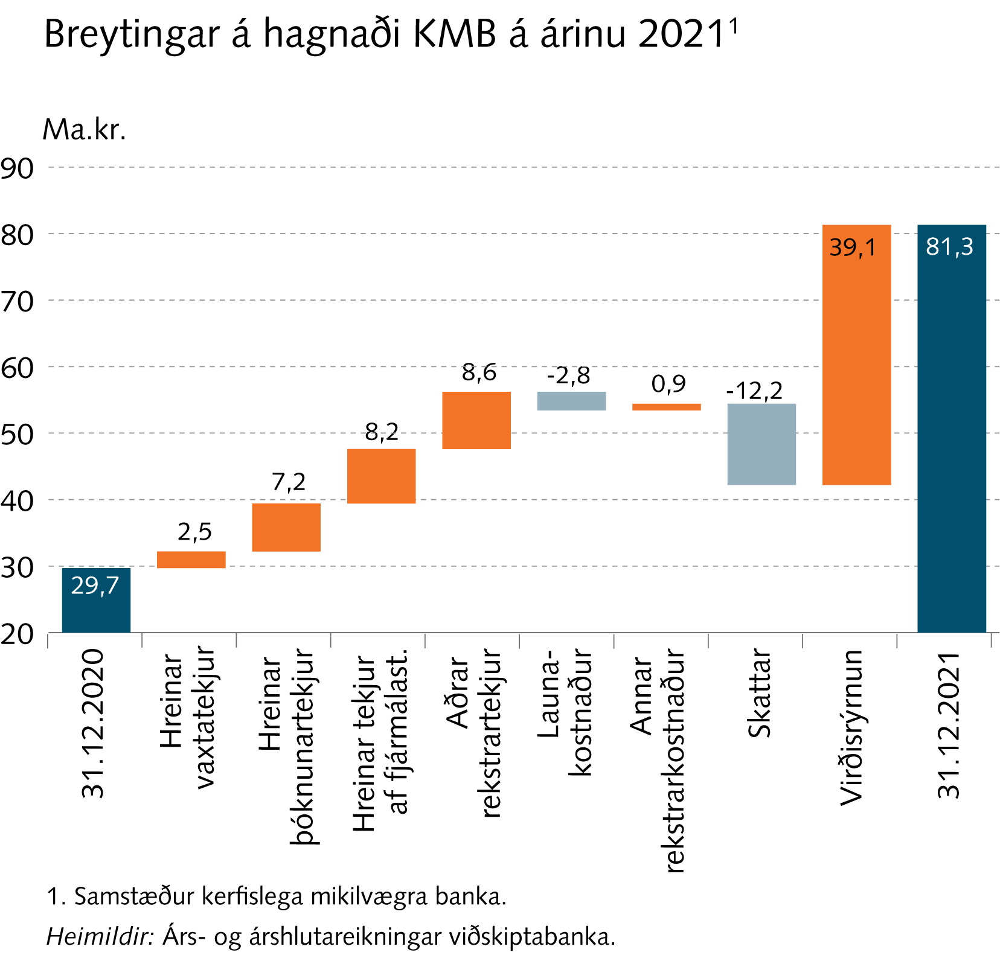 Breytingar á hagnaði KMB á árinu 2021¹
Ma.kr.
90
80
70
60
50
40
30
20
29,7
2,5
7,2
8,2
8,6
-2,8
0,9
-12,2
39,1
81,3
31.12.2020
Hreinar
vaxtatekjur
Hreinar
þóknunartekjur
Hreinar tekjur
af fjármálast.
Aðrar
rekstrartekjur
Launa-
kostnaður
Annar
rekstrarkostnaður
Skattar
Virðisrýrnun
31.12.2021
1. Samstæður kerfislega mikilvægra banka.
Heimildir: Árs- og árshlutareikningar viðskiptabanka.